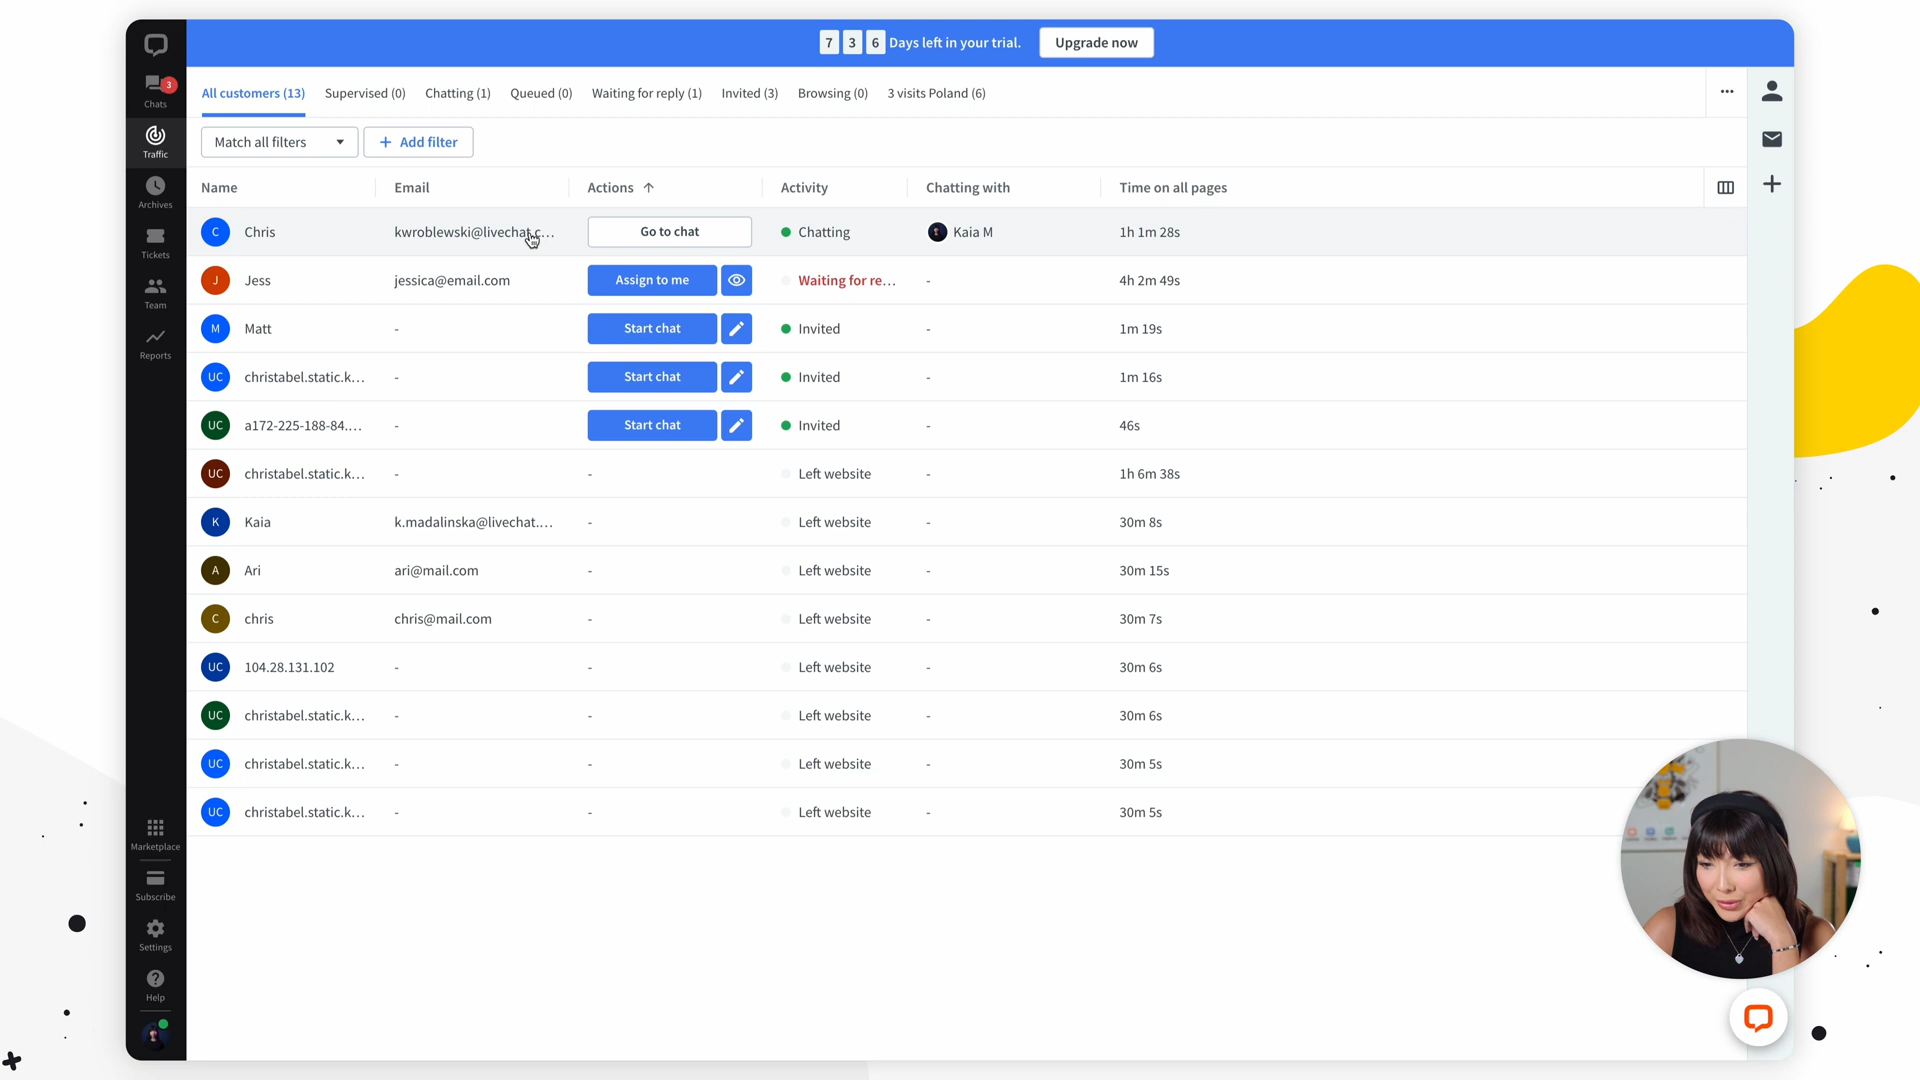 7 3 6 Days left in your trial. Upgrade now
3
Chats
Traffic
Archives
Tickets
Team
Reports
Marketplace
Subscribe
Settings
Help
All customers (13) Supervised (0) Chatting (1) Queued (0) Waiting for reply (1) Invited (3) Browsing (0) 3 visits Poland (6)
Match all filters + Add filter
Name Email Actions Activity Chatting with Time on all pages
C Chris kwroblewski@livechat.c... Go to chat Chatting Kaia M 1h 1m 28s
J Jess jessica@email.com Assign to me Waiting for re... - 4h 2m 49s
M Matt - Start chat Invited - 1m 19s
UC christabel.static.k... - Start chat Invited - 1m 16s
UC a172-225-188-84.... - Start chat Invited - 46s
UC christabel.static.k... - - Left website - 1h 6m 38s
K Kaia k.madalinska@livechat.... - Left website - 30m 8s
A Ari ari@mail.com - Left website - 30m 15s
C chris chris@mail.com - Left website - 30m 7s
UC 104.28.131.102 - - Left website - 30m 6s
UC christabel.static.k... - - Left website - 30m 6s
UC christabel.static.k... - - Left website - 30m 5s
UC christabel.static.k... - - Left website - 30m 5s